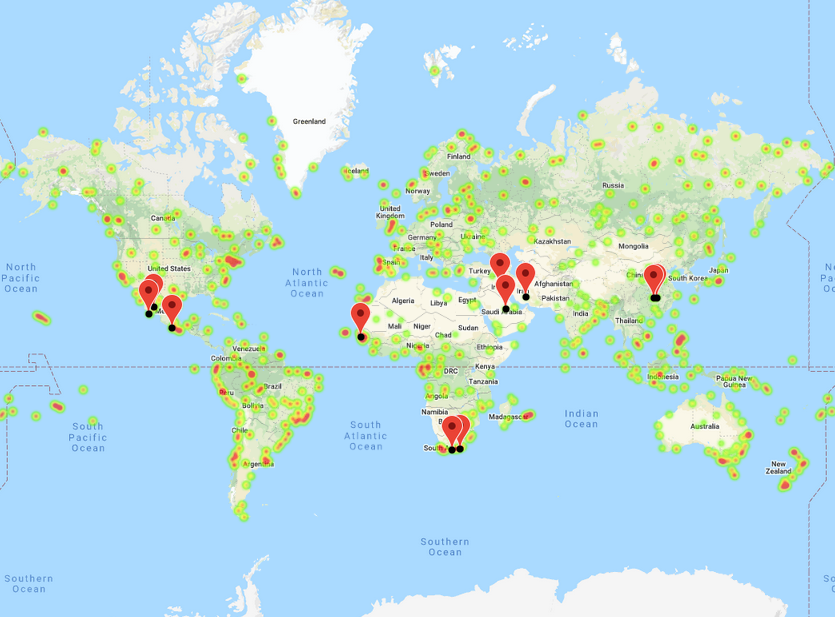 Greenland
Iceland
Finland
Sweden
Norway
Russia
Canada
United
Kingdom
Poland
Germany
Ukraine
Kazakhstan
France
Mongolia
North
Pacific
Ocean
United States
North
Atlantic
Ocean
Spain
Italy
Turkey
Afghanistan
China
South Korea
Japan
Algeria
Libya
Egypt
Pakistan
Saudi Arabia
India
Thailand
Mali
Niger
Chad
Sudan
Nigeria
Ethiopia
Venezuela
Colombia
DRC
Kenya
Tanzania
Indonesia
Papua New
Guinea
Brazil
Peru
Bolivia
Angola
Namibia
Madagascar
South
Pacific
Ocean
South
Atlantic
Ocean
Indian
Ocean
Australia
Chile
Argentina
New
Zealand
Southern
Ocean
Southern
Ocean